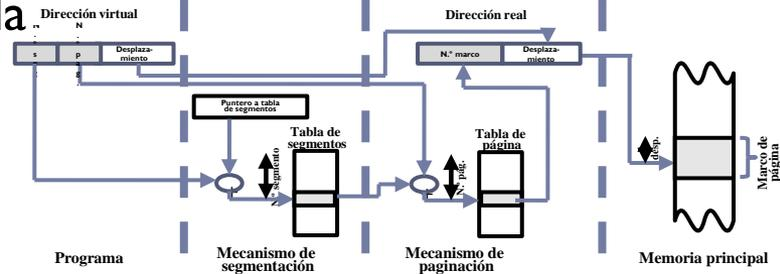 la
Dirección virtual
Dirección real
N
N
s
p
Desplaza-
miento
N.º marco
Desplaza-
miento
Puntero a tabla
de segmentos
Tabla de
segmentos
Tabla de
página
N.º segmento
N.º pág.
desp.
Marco de
página
Programa
Mecanismo de
segmentación
Mecanismo de
paginación
Memoria principal